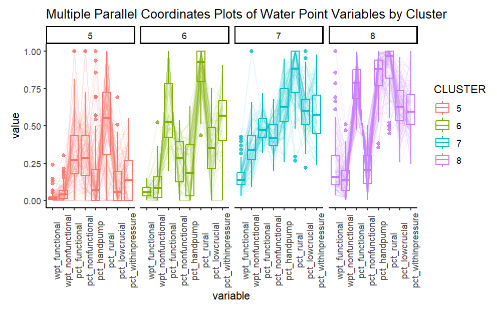 Multiple Parallel Coordinates Plots of Water Point Variables by Cluster
5
6
7
8
1.00
0.75
0.50
0.25
0.00
value
wpt_functional
wpt_nonfunctional
pct_functional
pct_nonfunctional
pct_handpump
pct_rural
pct_lowcrucial
pct_withinpressure
wpt_functional
wpt_nonfunctional
pct_functional
pct_nonfunctional
pct_handpump
pct_rural
pct_lowcrucial
pct_withinpressure
wpt_functional
wpt_nonfunctional
pct_functional
pct_nonfunctional
pct_handpump
pct_rural
pct_lowcrucial
pct_withinpressure
wpt_functional
wpt_nonfunctional
pct_functional
pct_nonfunctional
pct_handpump
pct_rural
pct_lowcrucial
pct_withinpressure
variable
CLUSTER
5
6
7
8